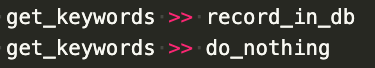 get_keywords >> record_in_db
get_keywords >> do_nothing